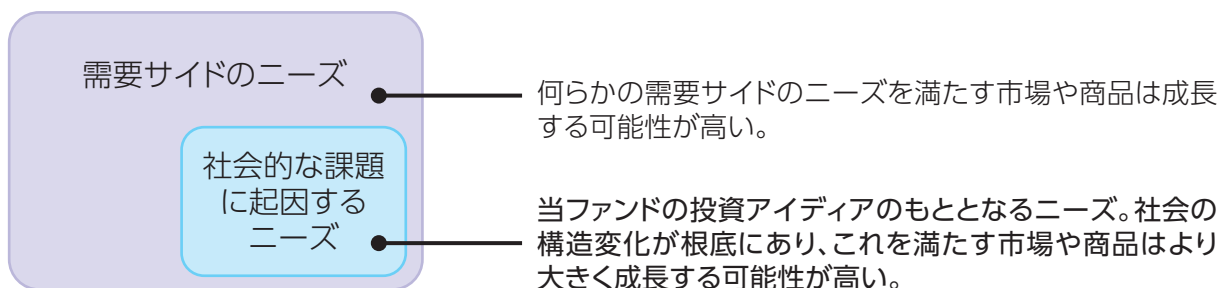 需要サイドのニーズ
何らかの需要サイドのニーズを満たす市場や商品は成長
する可能性が高い。
社会的な課題
に起因する
ニーズ
当ファンドの投資アイディアのもととなるニーズ。社会の
構造変化が根底にあり、これを満たす市場や商品はより
大きく成長する可能性が高い。